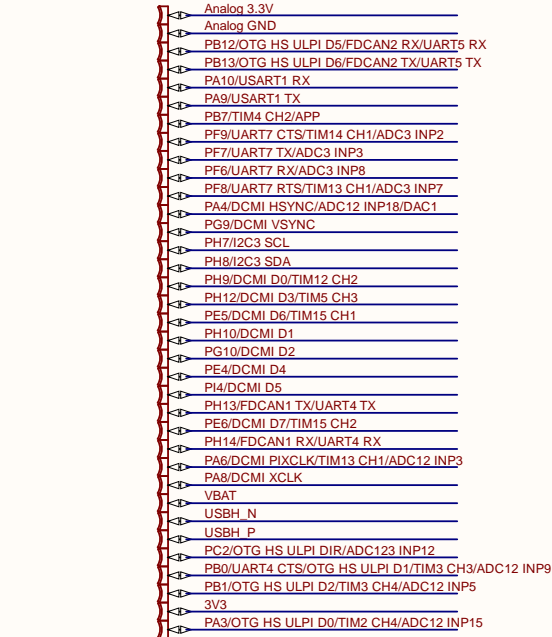 Analog 3.3V
Analog GND
PB12/OTG HS ULPI D5/FDCAN2 RX/UART5 RX
PB13/OTG HS ULPI D6/FDCAN2 TX/UART5 TX
PA10/USART1 RX
PA9/USART1 TX
PB7/TIM4 CH2/APP
PF9/UART7 CTS/TIM14 CH1/ADC3 INP2
PF7/UART7 TX/ADC3 INP3
PF6/UART7 RX/ADC3 INP8
PF8/UART7 RTS/TIM13 CH1/ADC3 INP7
PA4/DCMI HSYNC/ADC12 INP18/DAC1
PG9/DCMI VSYNC
PH7/I2C3 SCL
PH8/I2C3 SDA
PH9/DCMI D0/TIM12 CH2
PH12/DCMI D3/TIM5 CH3
PE5/DCMI D6/TIM15 CH1
PH10/DCMI D1
PG10/DCMI D2
PE4/DCMI D4
PI4/DCMI D5
PH13/FDCAN1 TX/UART4 TX
PE6/DCMI D7/TIM15 CH2
PH14/FDCAN1 RX/UART4 RX
PA6/DCMI PIXCLK/TIM13 CH1/ADC12 INP3
PA8/DCMI XCLK
VBAT
USBH_N
USBH_P
PC2/OTG HS ULPI DIR/ADC123 INP12
PB0/UART4 CTS/OTG HS ULPI D1/TIM3 CH3/ADC12 INP9
PB1/OTG HS ULPI D2/TIM3 CH4/ADC12 INP5
3V3
PA3/OTG HS ULPI D0/TIM2 CH4/ADC12 INP15